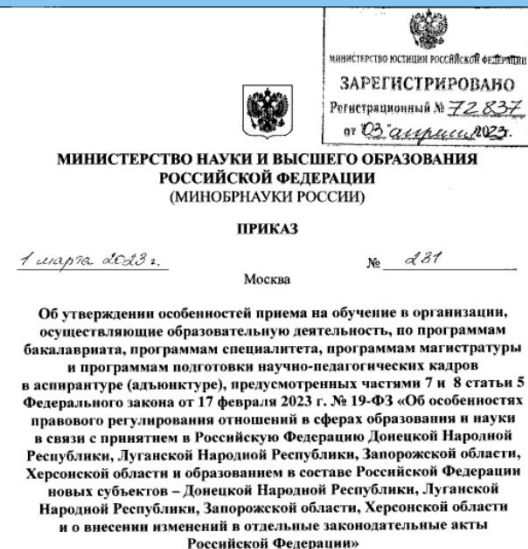 МИНИСТЕРСТВО ЮСТИЦИИ РОССИЙСКОЙ ФЕДЕРАЦИИ
ЗАРЕГИСТРИРОВАНО
Регистрационный № 72837
от "03" апреля 2023.
МИНИСТЕРСТВО НАУКИ И ВЫСШЕГО ОБРАЗОВАНИЯ
РОССИЙСКОЙ ФЕДЕРАЦИИ
(МИНОБРНАУКИ РОССИИ)
ПРИКАЗ
1 марта 2023 г. № 231
Москва
Об утверждении особенностей приема на обучение в организации,
осуществляющие образовательную деятельность, по программам
бакалавриата, программам специалитета, программам магистратуры
и программам подготовки научно-педагогических кадров
в аспирантуре (адъюнктуре), предусмотренных частями 7 и 8 статьи 5
Федерального закона от 17 февраля 2023 г. № 19-ФЗ «Об особенностях
правового регулирования отношений в сферах образования и науки
в связи с принятием в Российскую Федерацию Донецкой Народной
Республики, Луганской Народной Республики, Запорожской области,
Херсонской области и образованием в составе Российской Федерации
новых субъектов – Донецкой Народной Республики, Луганской
Народной Республики, Запорожской области, Херсонской области
и о внесении изменений в отдельные законодательные акты
Российской Федерации»